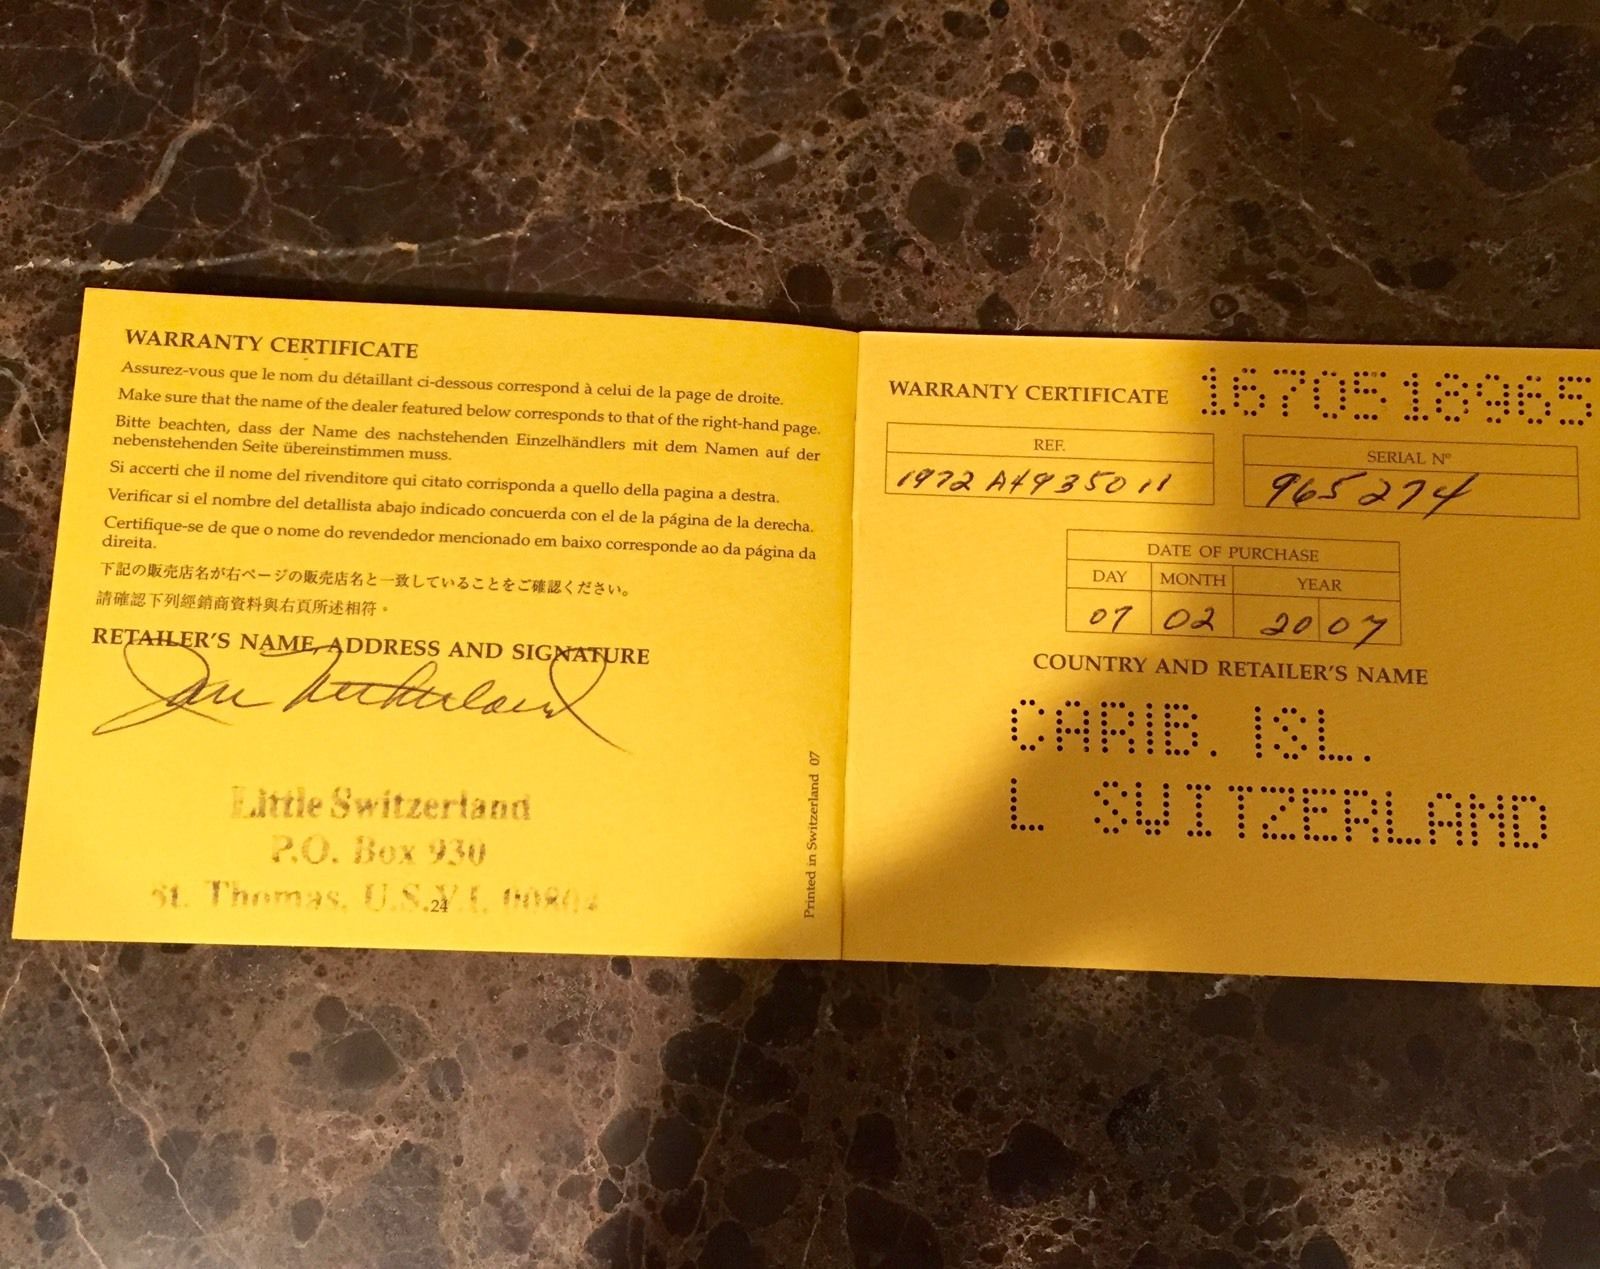 WARRANTY CERTIFICATE
Assurez-vous que le nom du détaillant ci-dessous correspond à celui de la page de droite.
Make sure that the name of the dealer featured below corresponds to that of the right-hand page.
Bitte beachten, dass der Name des nachstehenden Einzelhändlers mit dem Namen auf der
nebenstehenden Seite übereinstimmen muss.
Si accerti che il nome del rivenditore qui citato corrisponda a quello della pagina a destra.
Verificar si el nombre del detallista abajo indicado concuerda con el de la página de la derecha.
Certifique-se de que o nome do revendedor mencionado em baixo corresponde ao da página da
direita.
下記の販売店名が右ページの販売店名と一致していることをご確認ください。
請確認下列經銷商資料與右頁所述相符。
RETAILER'S NAME, ADDRESS AND SIGNATURE
Little Switzerland
P.O. Box 930
St. Thomas, U.S.V.I. 00804
24
Printed in Switzerland 07
WARRANTY CERTIFICATE 1670518965
REF.
SERIAL Nº
965274
DATE OF PURCHASE
DAY MONTH YEAR
07 02 2007
COUNTRY AND RETAILER'S NAME
CARIB. ISL.
L SWITZERLAND